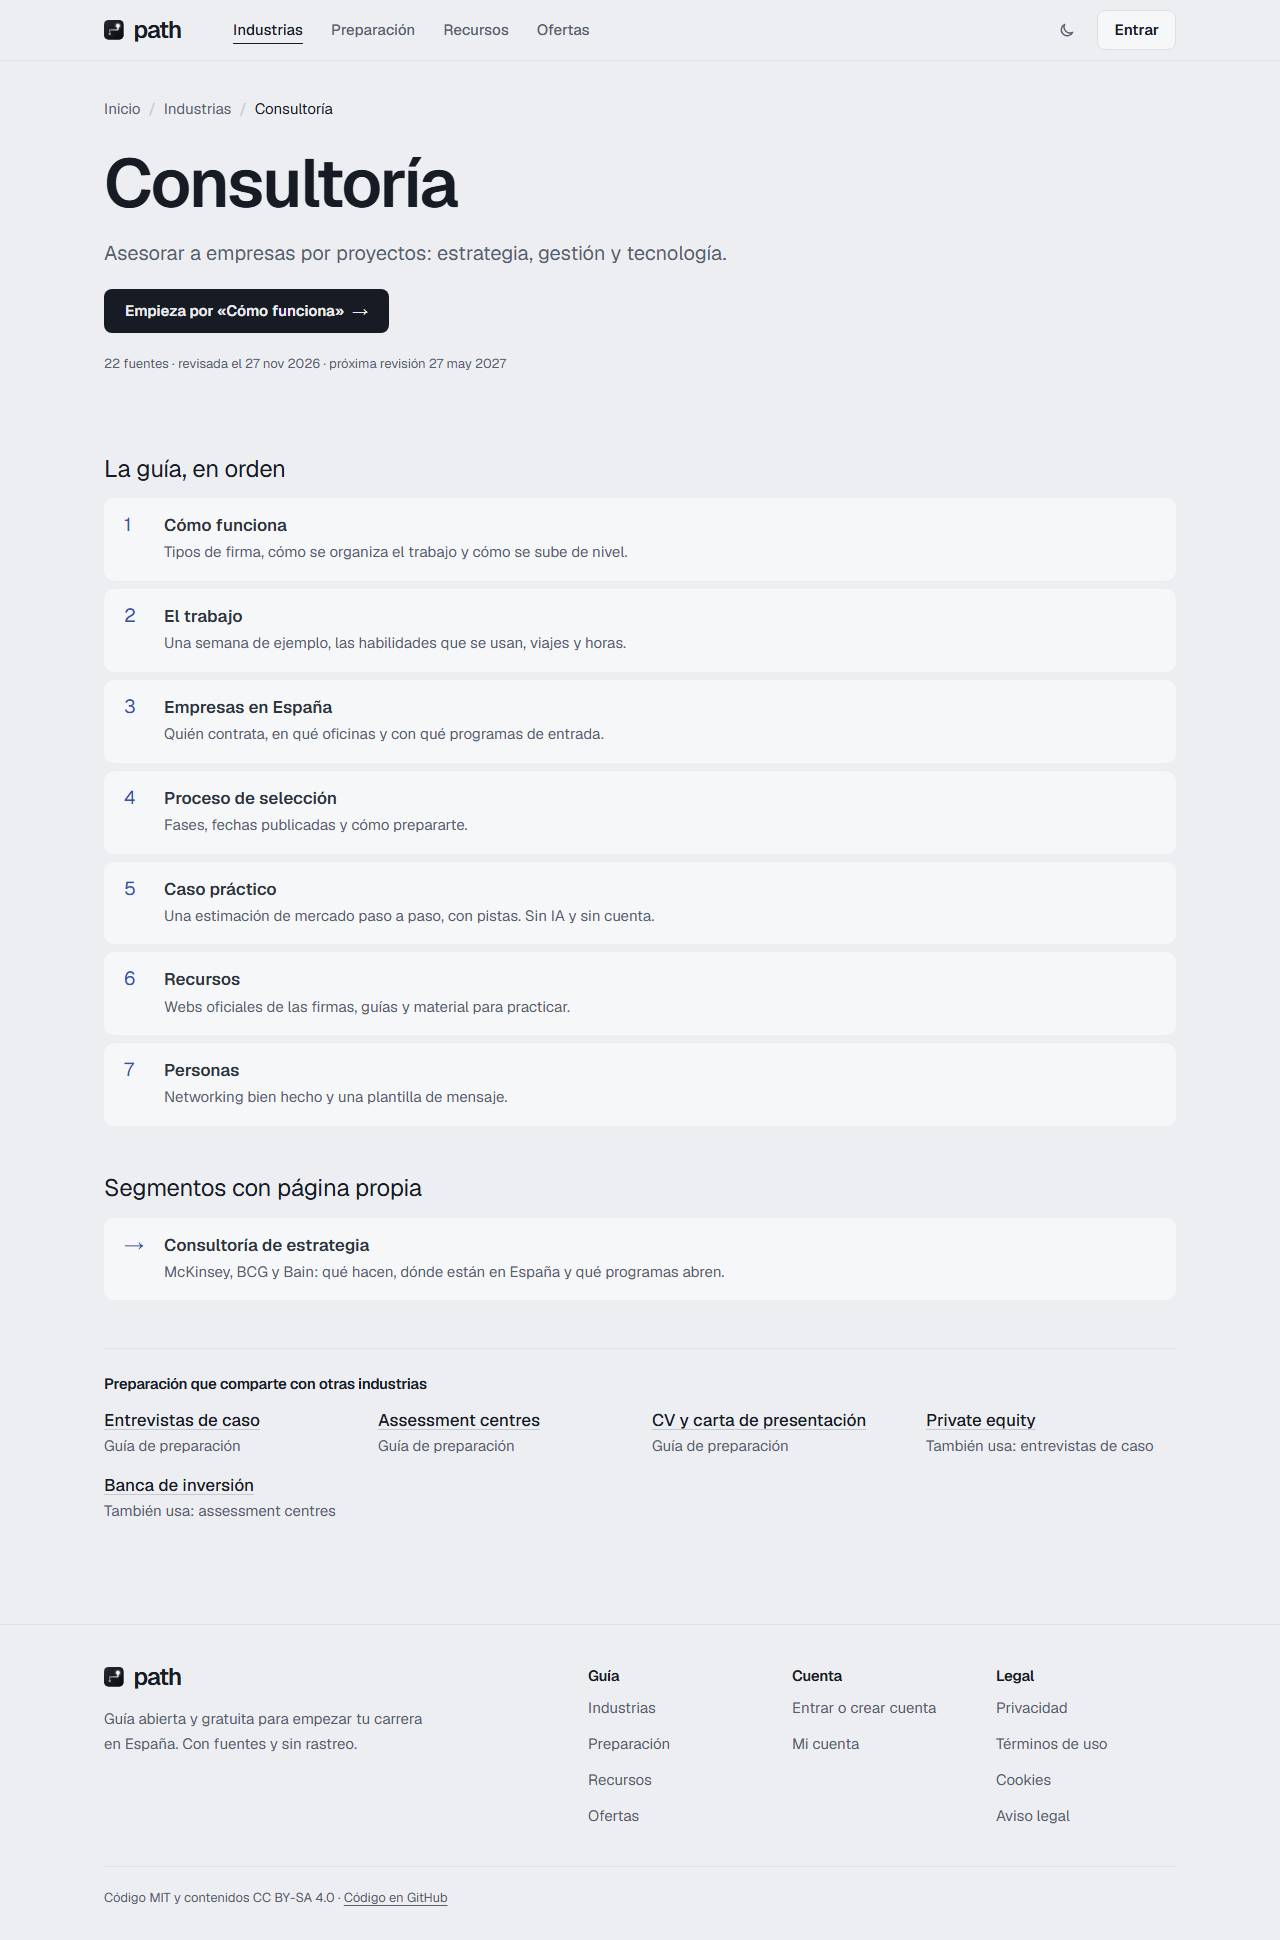 path
Industrias
Preparación
Recursos
Ofertas
Entrar
Inicio / Industrias / Consultoría
Consultoría
Asesorar a empresas por proyectos: estrategia, gestión y tecnología.
Empieza por «Cómo funciona» →
22 fuentes · revisada el 27 nov 2026 · próxima revisión 27 may 2027
La guía, en orden
1 Cómo funciona
Tipos de firma, cómo se organiza el trabajo y cómo se sube de nivel.
2 El trabajo
Una semana de ejemplo, las habilidades que se usan, viajes y horas.
3 Empresas en España
Quién contrata, en qué oficinas y con qué programas de entrada.
4 Proceso de selección
Fases, fechas publicadas y cómo prepararte.
5 Caso práctico
Una estimación de mercado paso a paso, con pistas. Sin IA y sin cuenta.
6 Recursos
Webs oficiales de las firmas, guías y material para practicar.
7 Personas
Networking bien hecho y una plantilla de mensaje.
Segmentos con página propia
→ Consultoría de estrategia
McKinsey, BCG y Bain: qué hacen, dónde están en España y qué programas abren.
Preparación que comparte con otras industrias
Entrevistas de caso
Guía de preparación
Assessment centres
Guía de preparación
CV y carta de presentación
Guía de preparación
Private equity
También usa: entrevistas de caso
Banca de inversión
También usa: assessment centres
path
Guía abierta y gratuita para empezar tu carrera
en España. Con fuentes y sin rastreo.
Guía
Industrias
Preparación
Recursos
Ofertas
Cuenta
Entrar o crear cuenta
Mi cuenta
Legal
Privacidad
Términos de uso
Cookies
Aviso legal
Código MIT y contenidos CC BY-SA 4.0 · Código en GitHub